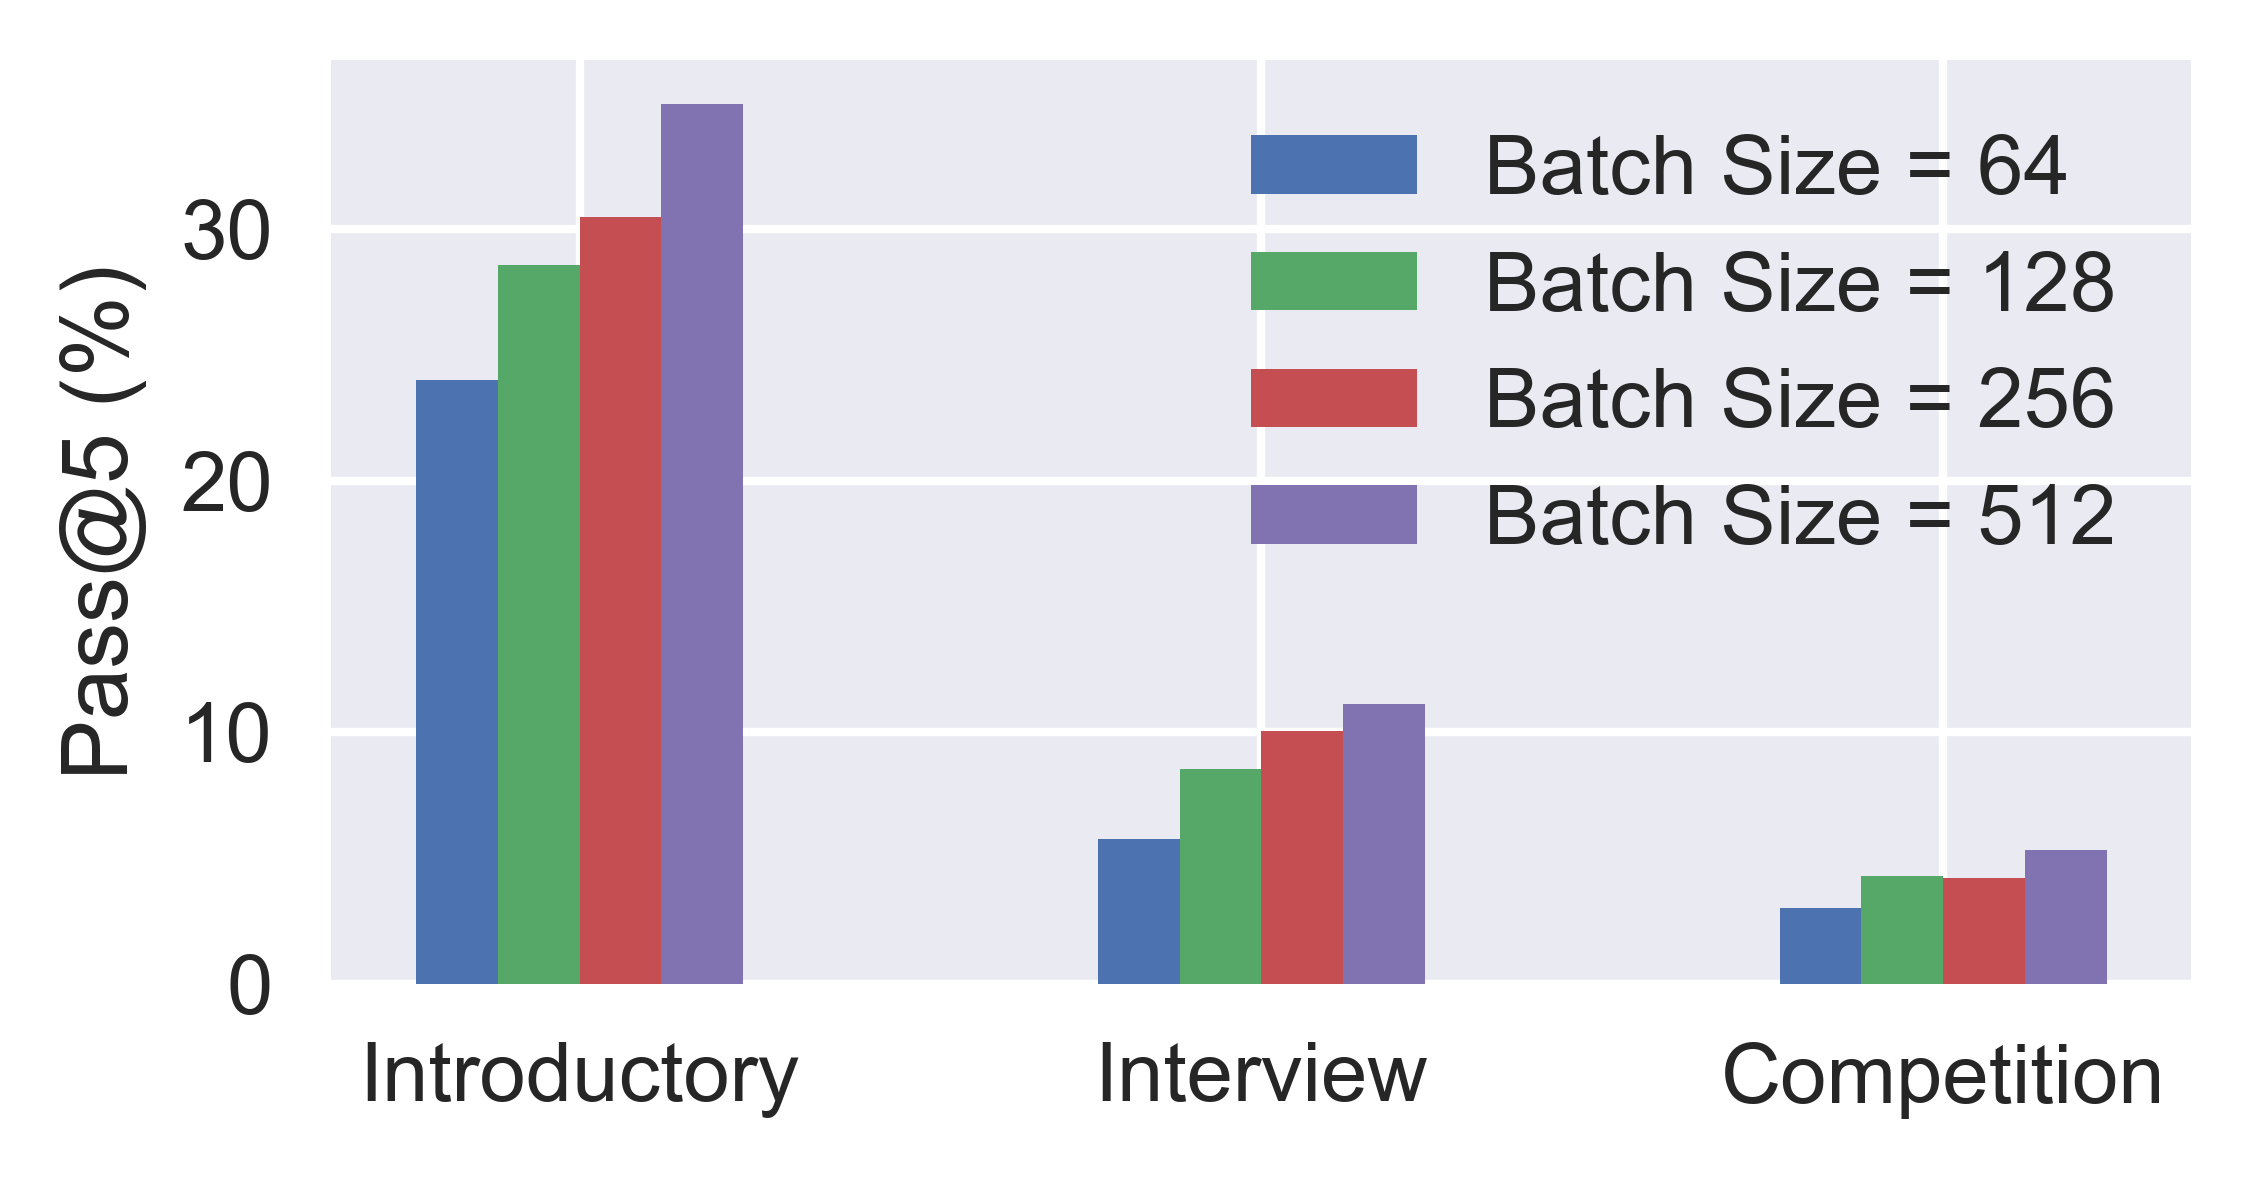 Pass@5 (%)
30
20
10
0
Batch Size = 64
Batch Size = 128
Batch Size = 256
Batch Size = 512
Introductory
Interview
Competition